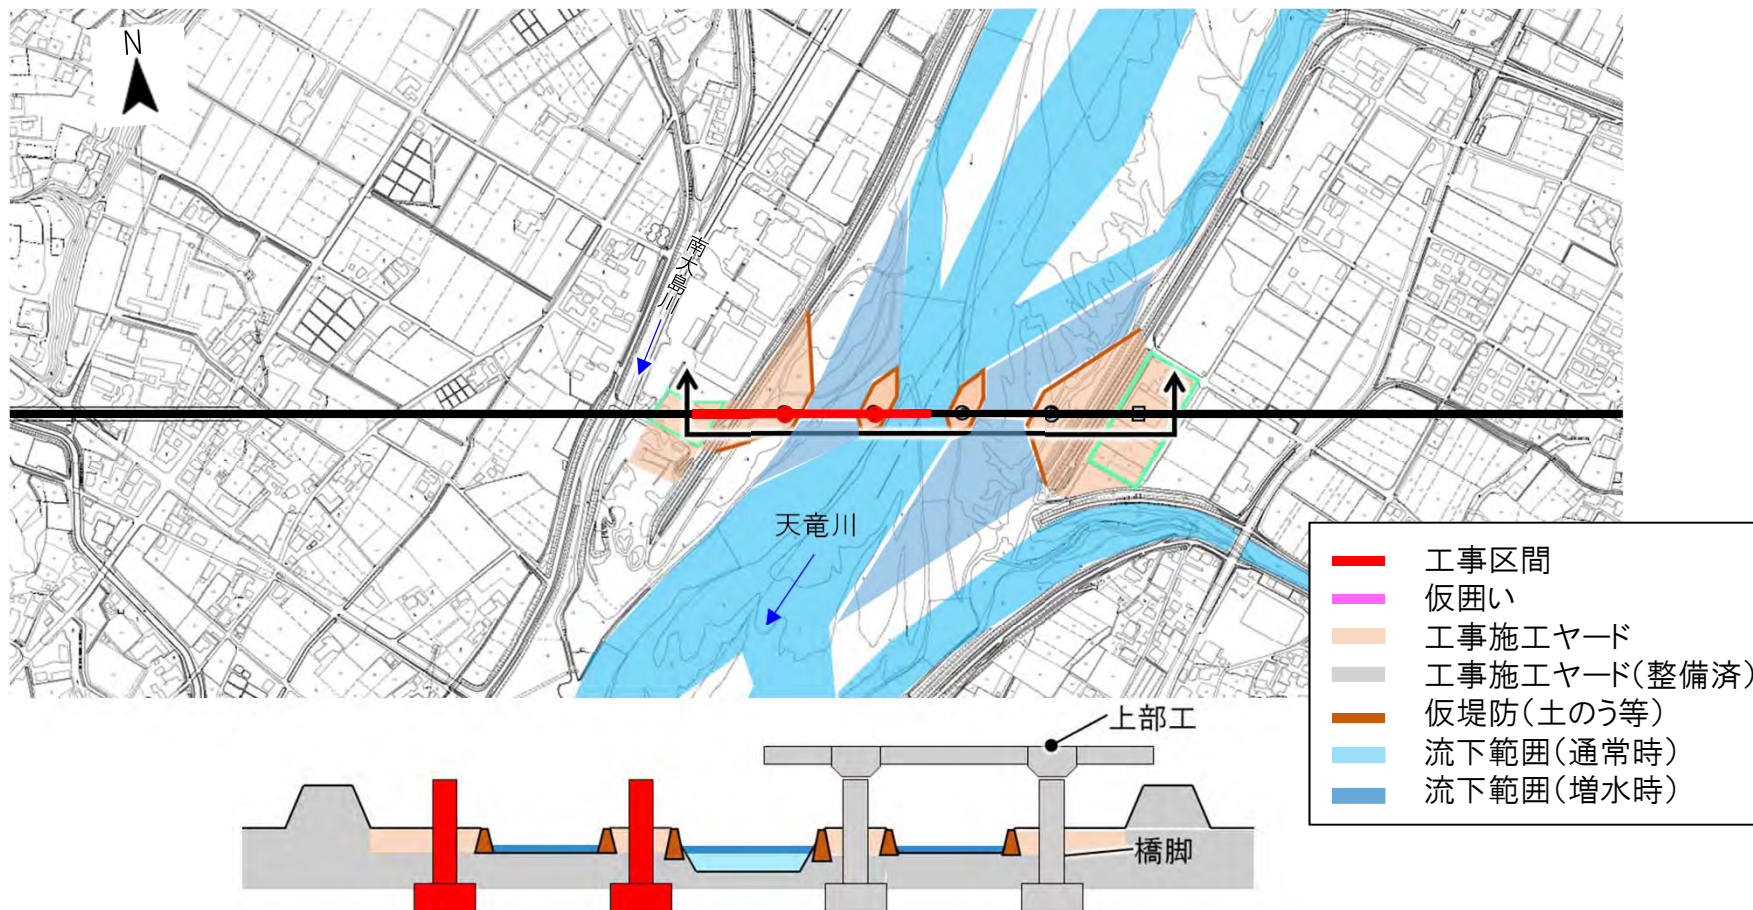 N
南大島川
天竜川
工事区間
仮囲い
工事施工ヤード
工事施工ヤード(整備済)
仮堤防(土のう等)
流下範囲(通常時)
流下範囲(増水時)
上部工
橋脚